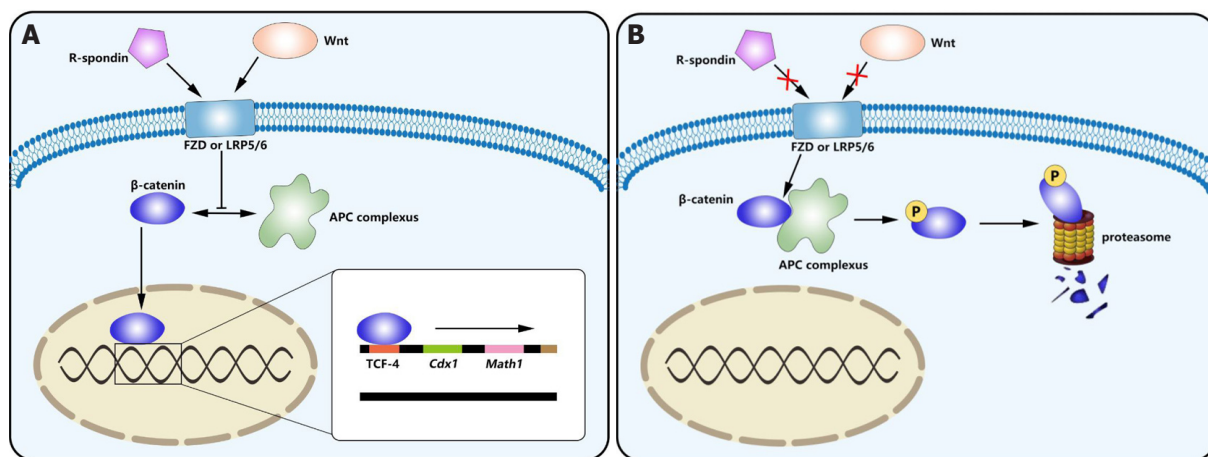 A
R-spondin
Wnt
FZD or LRP5/6
β-catenin
APC complexus
TCF-4
Cdx1
Math1
B
R-spondin
Wnt
FZD or LRP5/6
β-catenin
APC complexus
P
P
proteasome